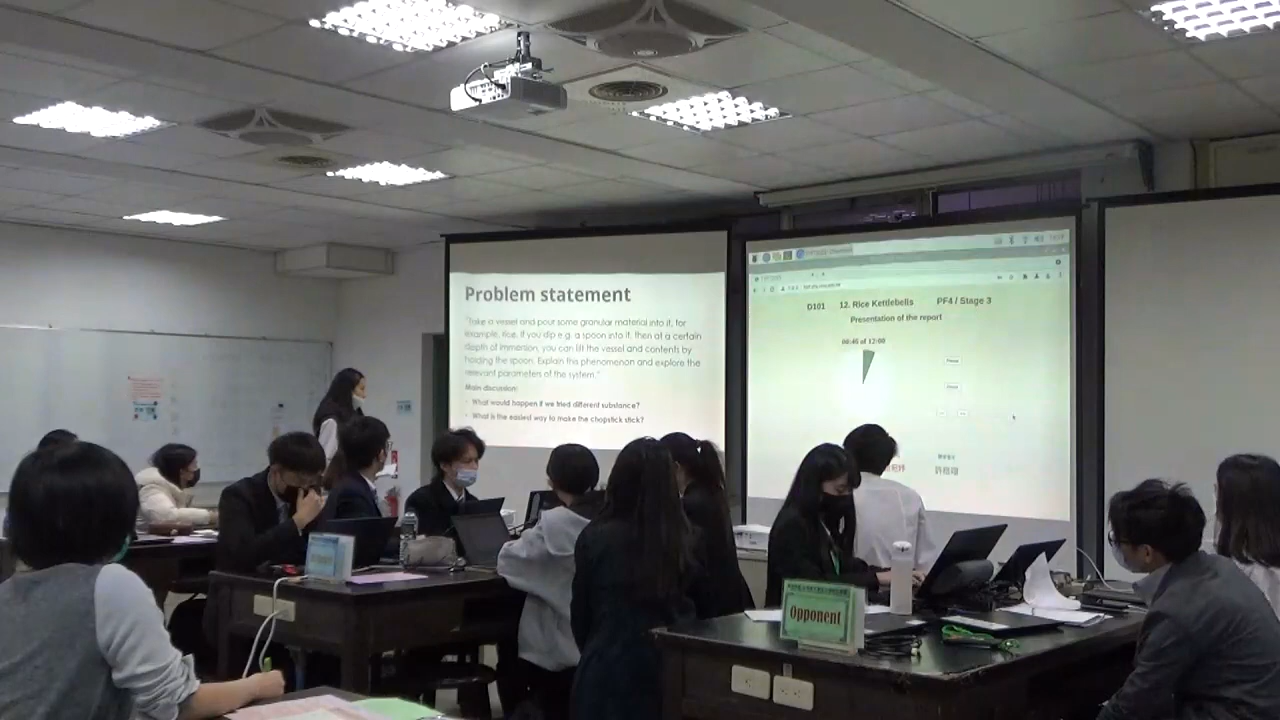 Problem statement
"Take a vessel and pour some granular material into it, for
example, rice. If you dip e.g. a spoon into it, then at a certain
depth of immersion, you can lift the vessel and contents by
holding the spoon. Explain this phenomenon and explore the
relevant parameters of the system."
Main discussion:
· What would happen if we tried different substance?
· What is the easiest way to make the chopstick stick?
D101 12. Rice Kettlebells PF4 / Stage 3
Presentation of the report
00:46 of 12:00
Opponent